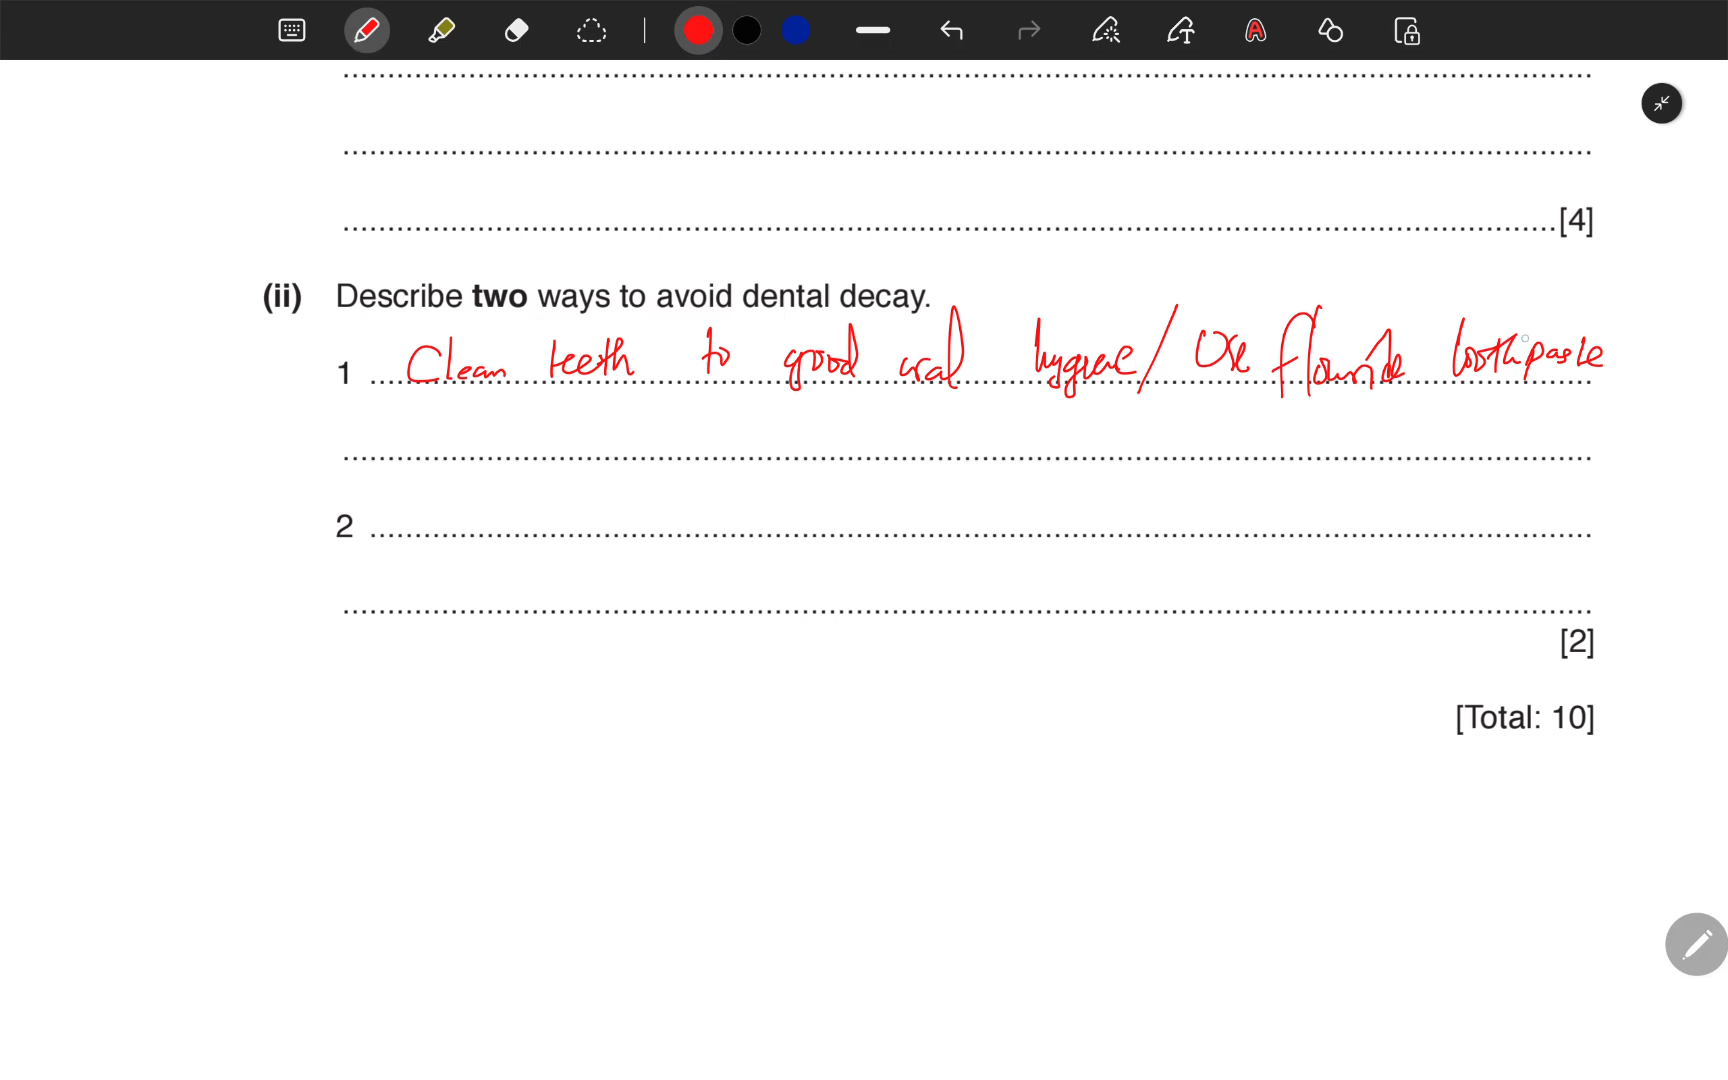 [4]
(ii) Describe two ways to avoid dental decay.
1 Clean teeth to good oral hygiene/ Use flouride toothpaste
2
[2]
[Total: 10]